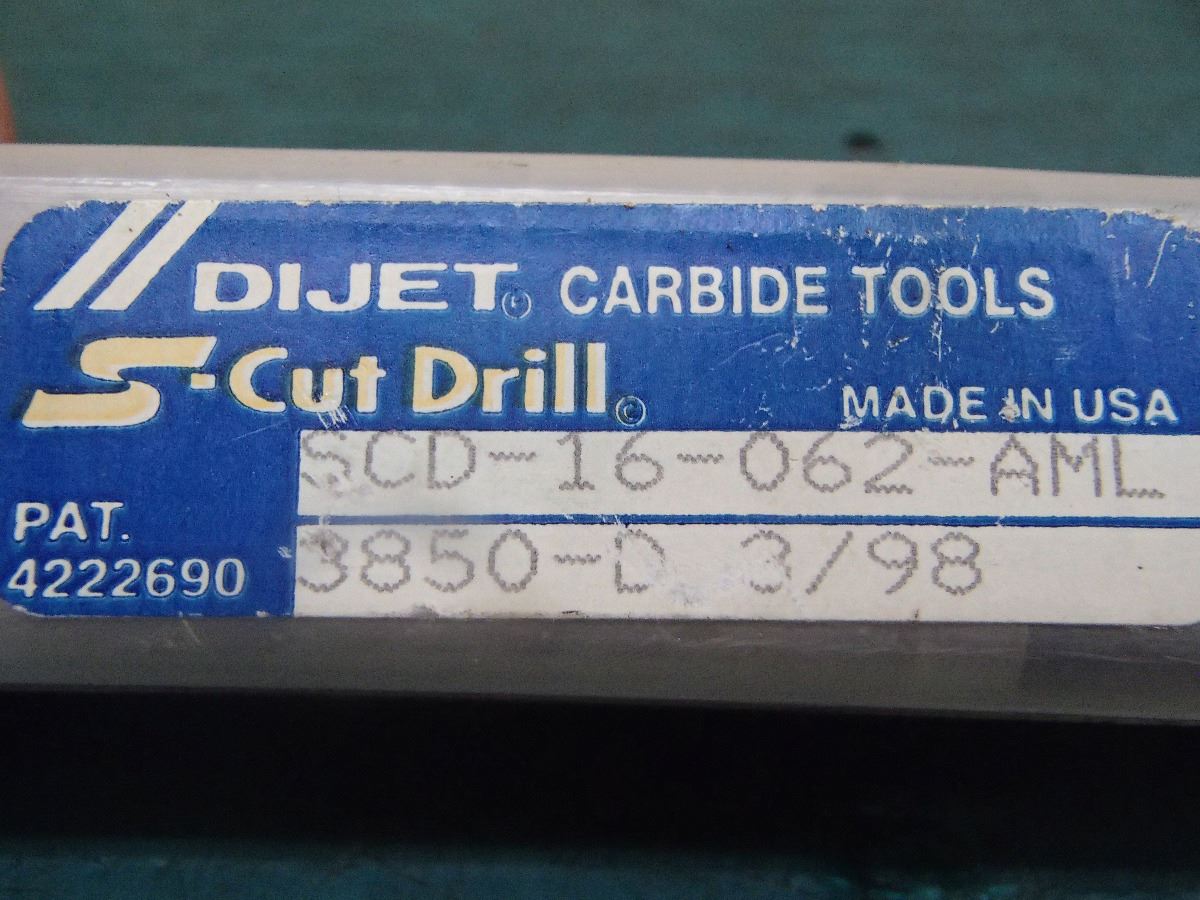 DIJET© CARBIDE TOOLS
S-Cut Drill©
MADE IN USA
SCD-16-062-AML
PAT.
4222690
3850-D 3/98